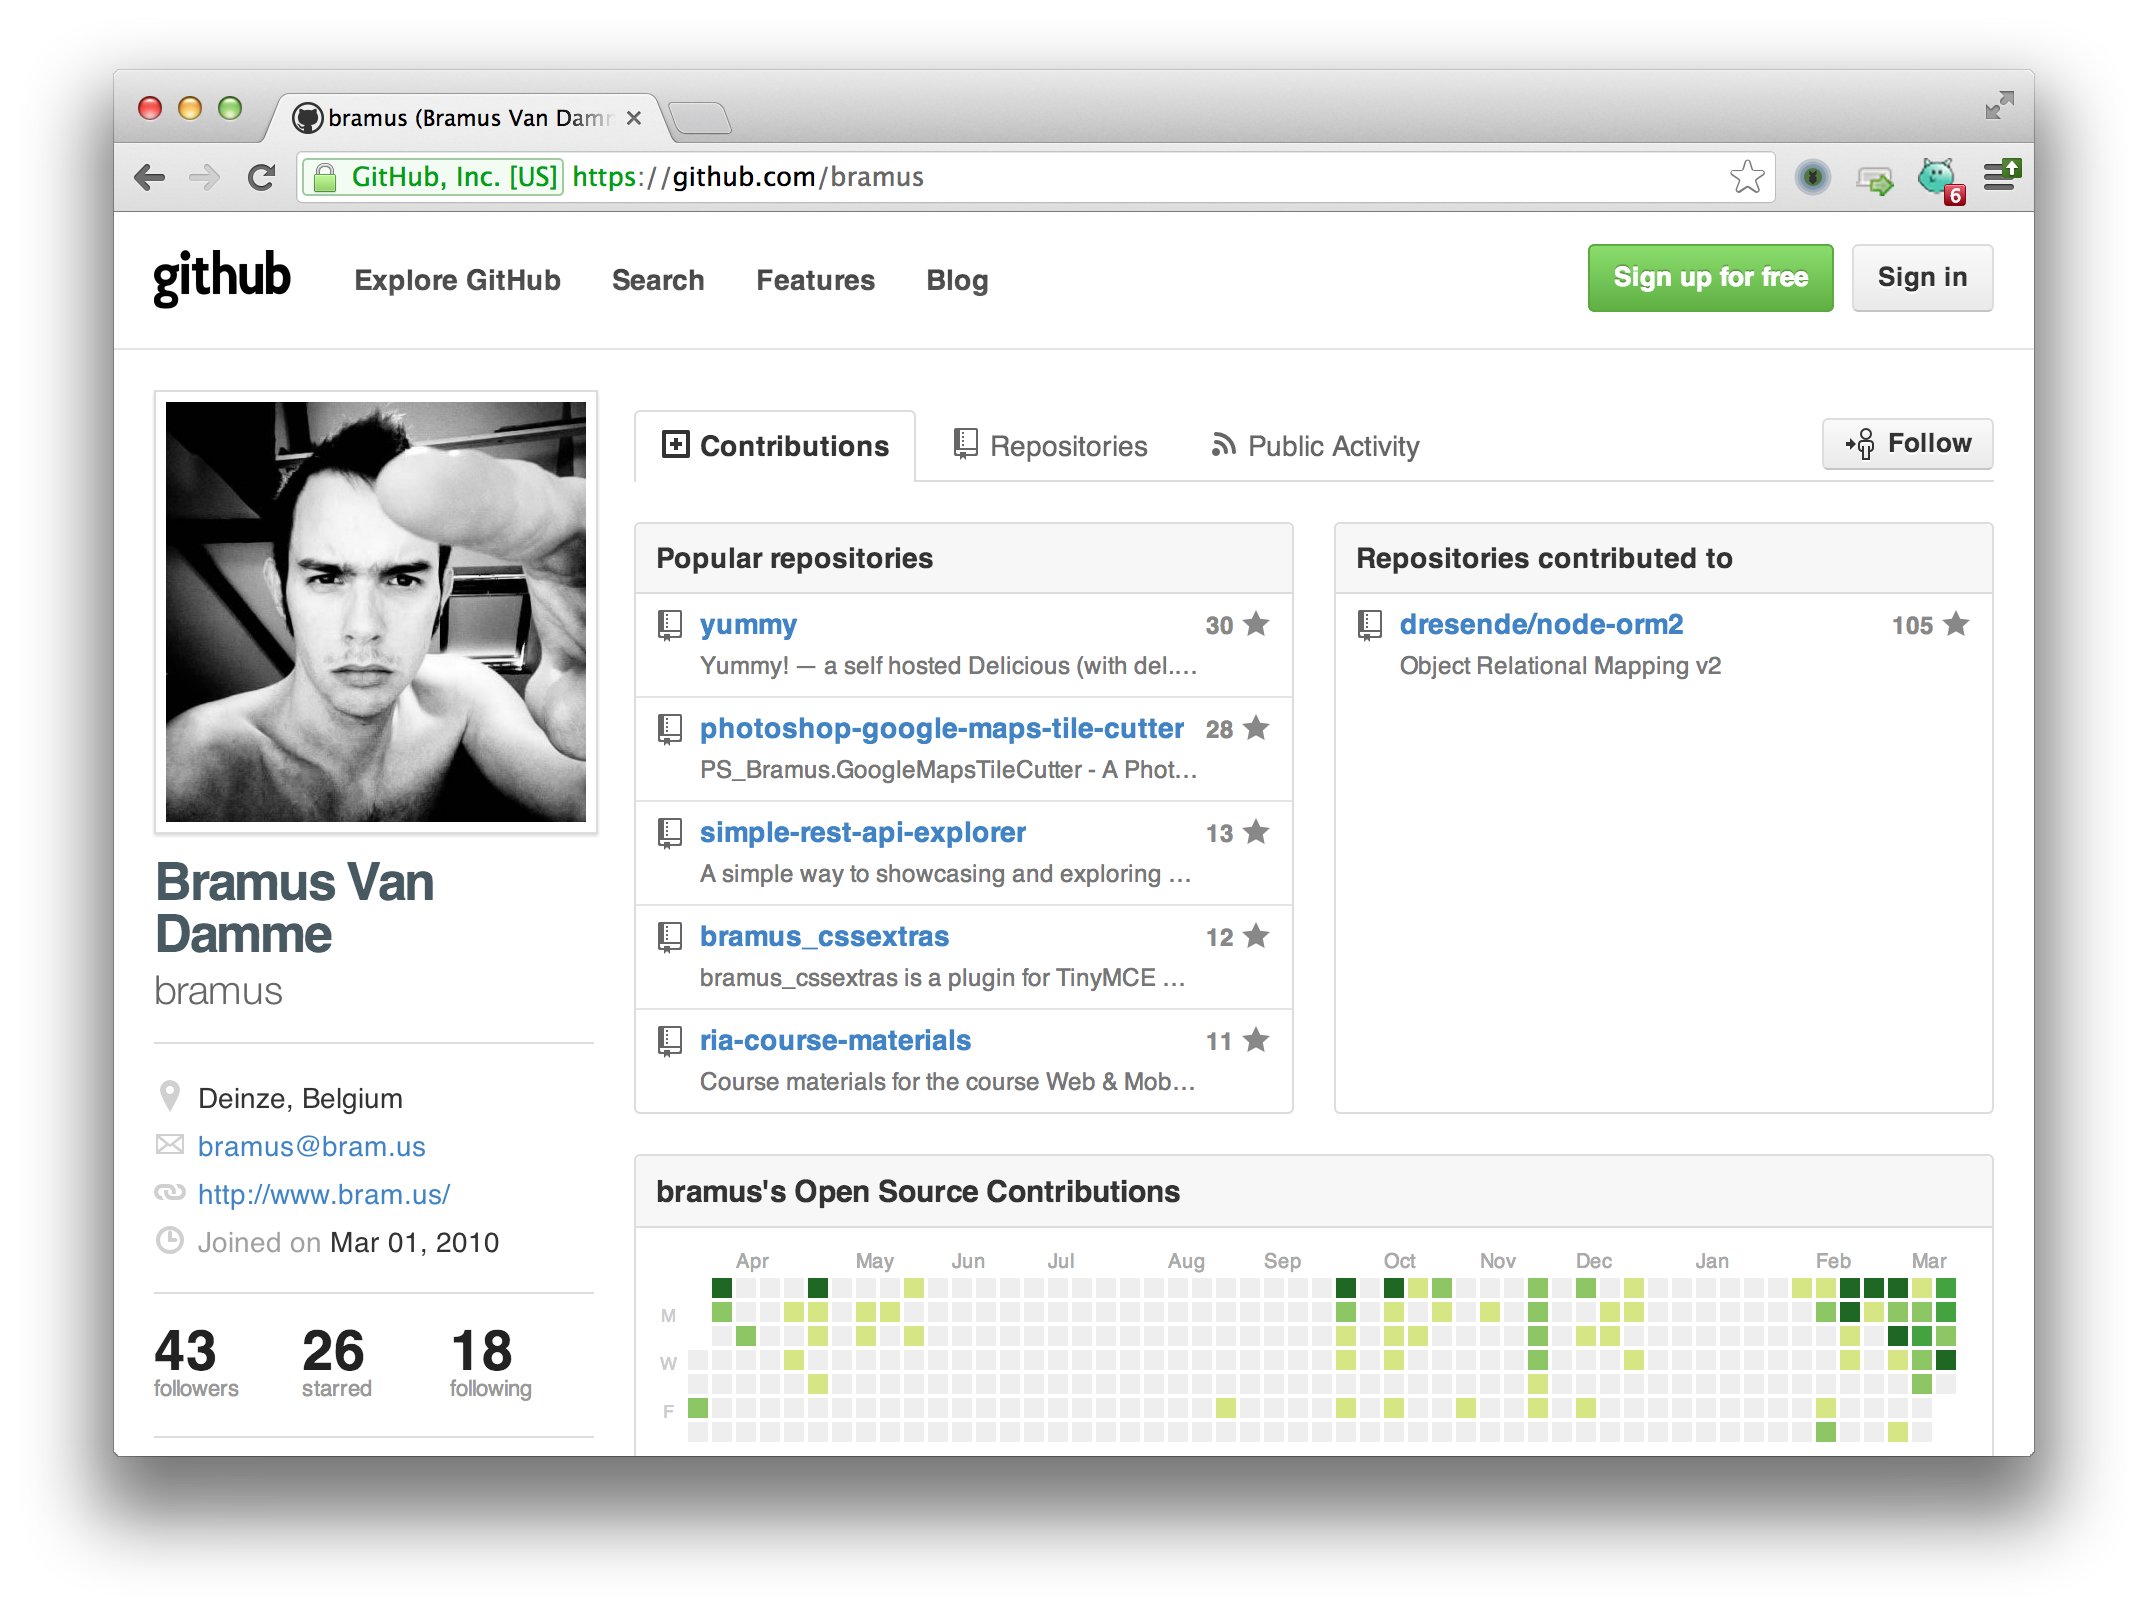 bramus (Bramus Van Damm
GitHub, Inc. [US] https://github.com/bramus
6
github Explore GitHub Search Features Blog Sign up for free Sign in
Contributions Repositories Public Activity Follow
Popular repositories
yummy 30
Yummy! — a self hosted Delicious (with del.…
photoshop-google-maps-tile-cutter 28
PS_Bramus.GoogleMapsTileCutter - A Phot…
simple-rest-api-explorer 13
A simple way to showcasing and exploring …
bramus_cssextras 12
bramus_cssextras is a plugin for TinyMCE …
ria-course-materials 11
Course materials for the course Web & Mob…
Repositories contributed to
dresende/node-orm2 105
Object Relational Mapping v2
Bramus Van
Damme
bramus
Deinze, Belgium
bramus@bram.us
http://www.bram.us/
Joined on Mar 01, 2010
43 26 18
followers starred following
bramus's Open Source Contributions
Apr May Jun Jul Aug Sep Oct Nov Dec Jan Feb Mar
M
W
F